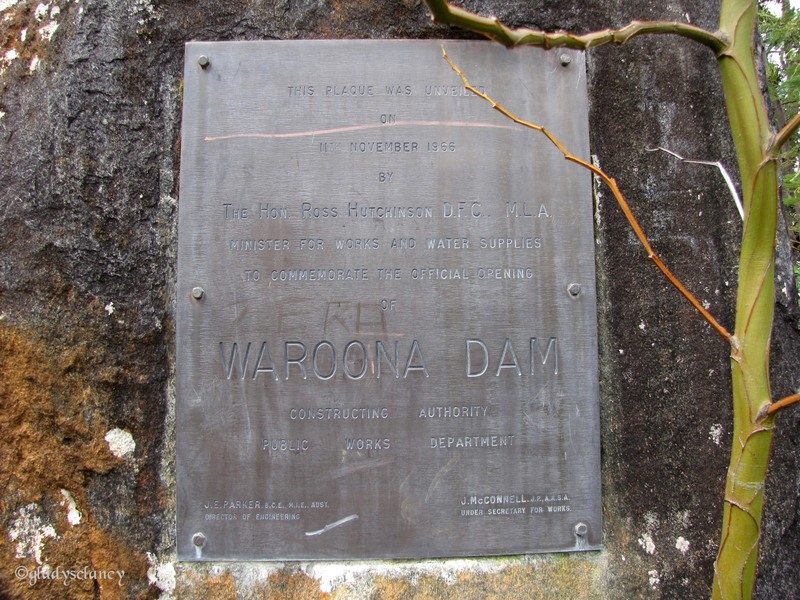 THIS PLAQUE WAS UNVEILED
ON
11TH NOVEMBER 1966
BY
THE HON ROSS HUTCHINSON D.F.C., M.L.A.
MINISTER FOR WORKS AND WATER SUPPLIES
TO COMMEMORATE THE OFFICIAL OPENING
OF
WAROONA DAM
CONSTRUCTING AUTHORITY
PUBLIC WORKS DEPARTMENT
J.E. PARKER B.C.E. M.I.E. AUST.
DIRECTOR OF ENGINEERING
J. McCONNELL. J.P., A.A.S.A.
UNDER SECRETARY FOR WORKS
©gladysclancy